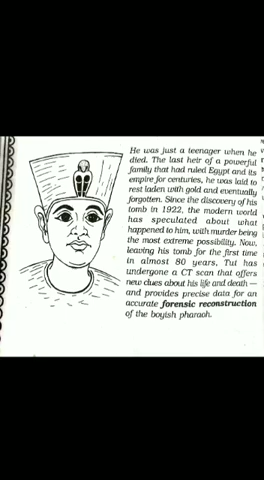 He was just a teenager when he
died. The last heir of a powerful
family that had ruled Egypt and its
empire for centuries, he was laid to
rest laden with gold and eventually
forgotten. Since the discovery of his
tomb in 1922, the modern world
has speculated about what
happened to him, with murder being
the most extreme possibility. Now,
leaving his tomb for the first time
in almost 80 years, Tut has
undergone a CT scan that offers
new clues about his life and death —
and provides precise data for an
accurate forensic reconstruction
of the boyish pharaoh.